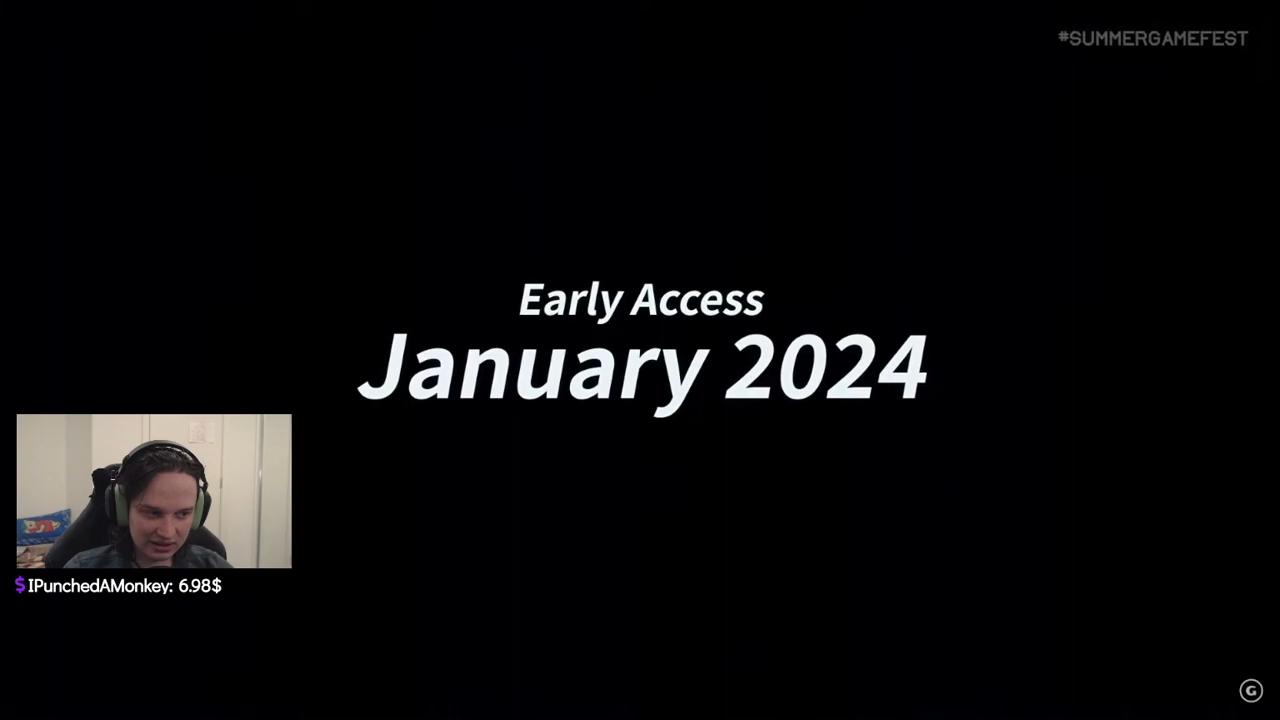 #SUMMERGAMEFEST
Early Access
January 2024
$ IPunchedAMonkey: 6.98$
G